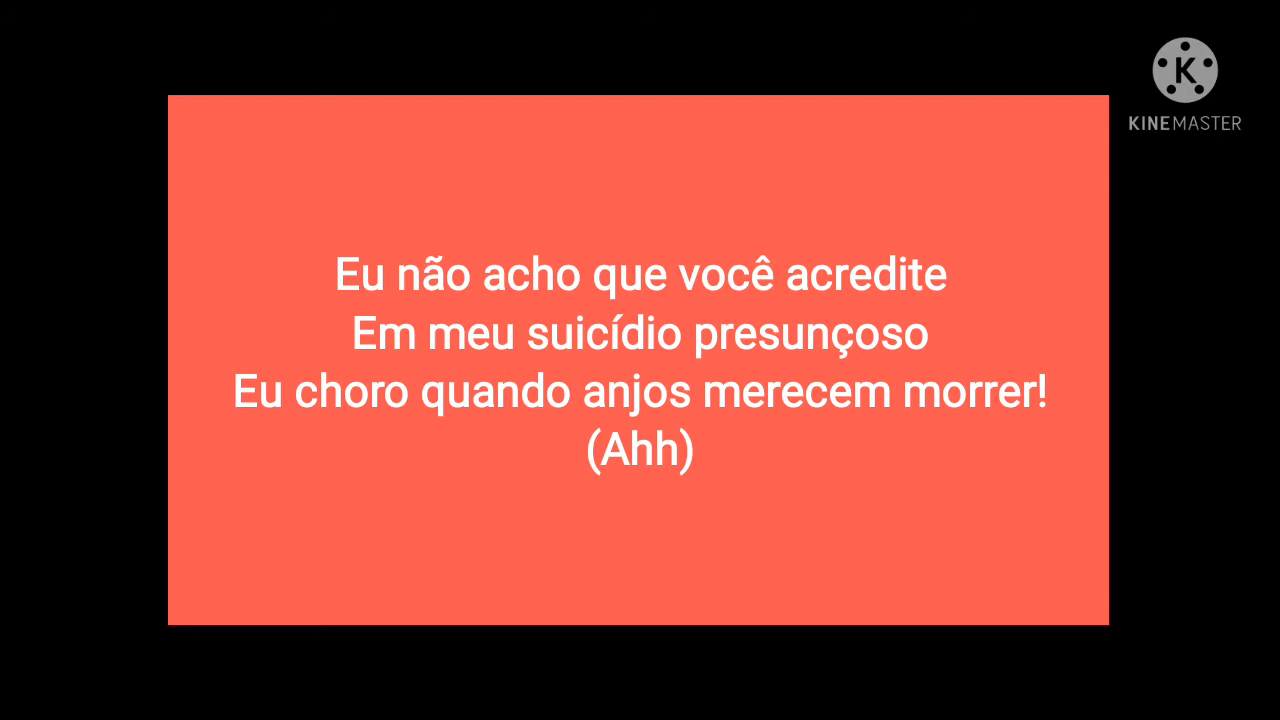 KINEMASTER
Eu não acho que você acredite
Em meu suicídio presunçoso
Eu choro quando anjos merecem morrer!
(Ahh)